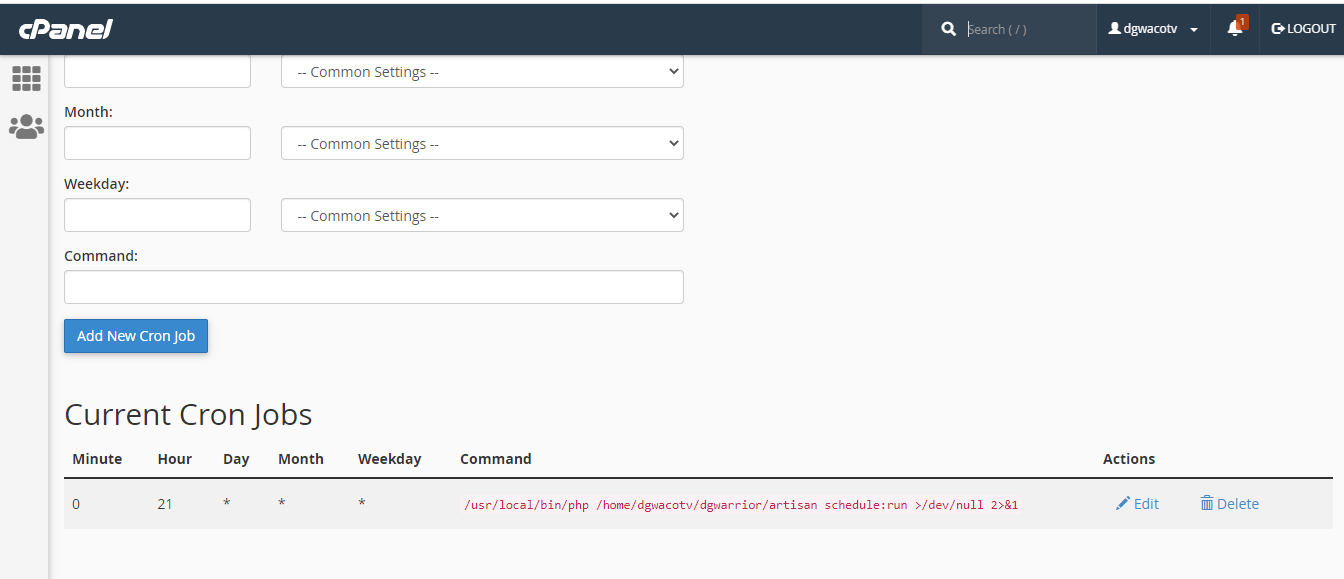 cPanel
Search ( / )
dgwacotv
1
LOGOUT
-- Common Settings --
Month:
-- Common Settings --
Weekday:
-- Common Settings --
Command:
Add New Cron Job
Current Cron Jobs
Minute Hour Day Month Weekday Command Actions
0 21 * * * /usr/local/bin/php /home/dgwacotv/dgwarrior/artisan schedule:run >/dev/null 2>&1 Edit Delete